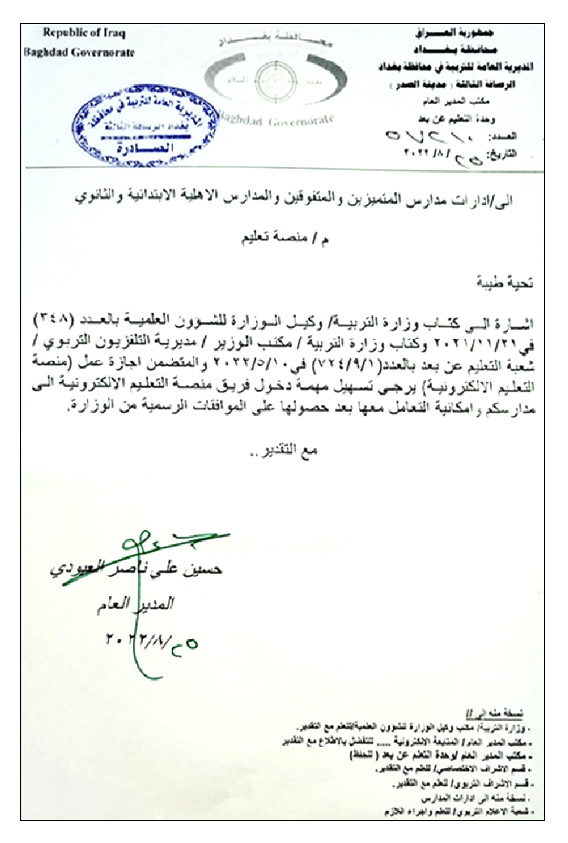 Republic of Iraq
Baghdad Governorate
محافظة بغداد
Baghdad Governorate
جمهورية العراق
محافظة بغداد
المديرية العامة للتربية في محافظة بغداد
الرصافة الثالثة ( مدينة الصدر )
مكتب المدير العام
وحدة التعليم عن بعد
العدد:
التاريخ: ٢٥ /٨/ ٢٠٢٢
المديرية العامة للتربية في محافظة
بغداد الرصافة الثالثة
الصادرة
الى/ادارات مدارس المتميزين والمتفوقين والمدارس الاهلية الابتدائية والثانوي
م / منصة تعليم
تحية طيبة
اشارة الى كتاب وزارة التربية/ وكيل الوزارة للشؤون العلمية بالعدد (٣٤٨)
في٢٠٢١/١١/٢١ وكتاب وزارة التربية / مكتب الوزير / مديرية التلفزيون التربوي /
شعبة التعليم عن بعد بالعدد(٧٢٤/٩/١) في٢٠٢٢/٥/١٠ والمتضمن اجازة عمل (منصة
التعليم الالكترونية) يرجى تسهيل مهمة دخول فريق منصة التعليم الالكترونية الى
مدارسكم وامكانية التعامل معها بعد حصولها على الموافقات الرسمية من الوزارة.
مع التقدير..
حسين علي ناصر العبودي
المدير العام
٢٥/٨/٢٠٢٢
نسخة منه الى //
- وزارة التربية/ مكتب وكيل الوزارة للشؤون العلمية/للعلم مع التقدير.
- مكتب المدير العام/ المتابعة الالكترونية ..... للتفضل بالاطلاع مع التقدير
- مكتب المدير العام /وحدة التعلم عن بعد ( للحفظ)
- قسم الاشراف الاختصاصي/ للعلم مع التقدير.
- قسم الاشراف التربوي/ للعلم مع التقدير.
- نسخة منه الى ادارات المدارس
- شعبة الاعلام التربوي/ للعلم واجراء اللازم